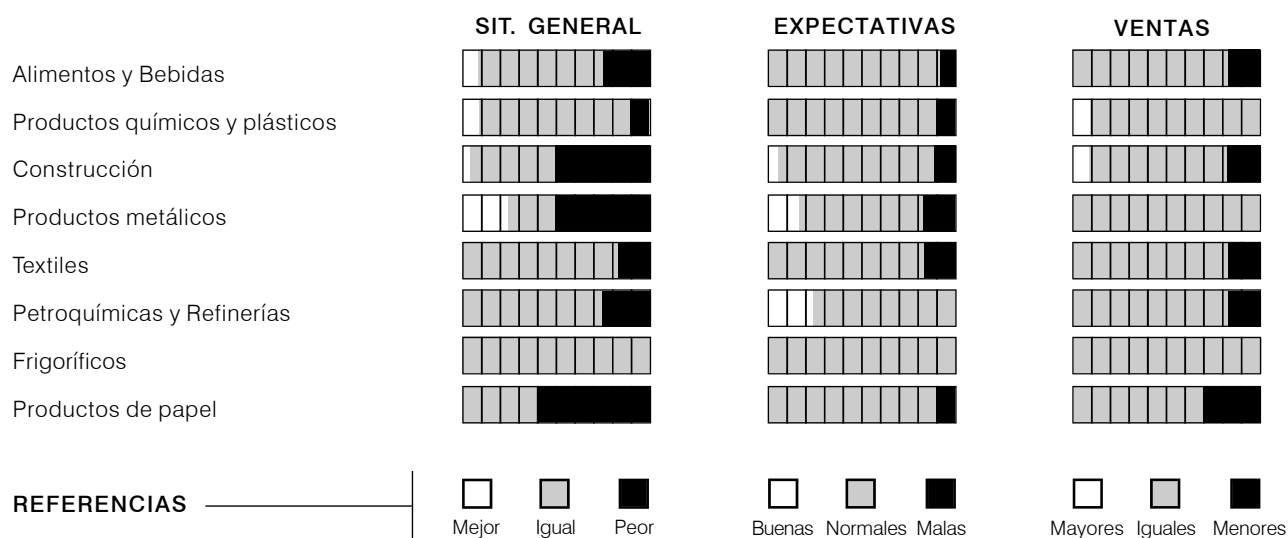 SIT. GENERAL EXPECTATIVAS VENTAS
Alimentos y Bebidas
Productos químicos y plásticos
Construcción
Productos metálicos
Textiles
Petroquímicas y Refinerías
Frigoríficos
Productos de papel
REFERENCIAS
Mejor Igual Peor Buenas Normales Malas Mayores Iguales Menores